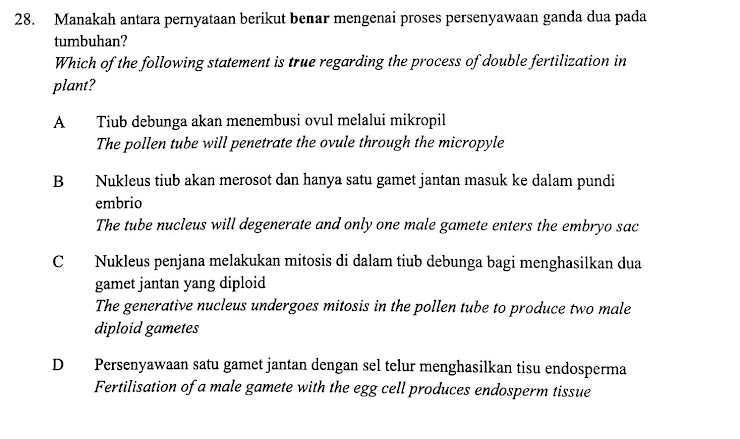 28. Manakah antara pernyataan berikut benar mengenai proses persenyawaan ganda dua pada
tumbuhan?
Which of the following statement is true regarding the process of double fertilization in
plant?
A Tiub debunga akan menembusi ovul melalui mikropil
The pollen tube will penetrate the ovule through the micropyle
B Nukleus tiub akan merosot dan hanya satu gamet jantan masuk ke dalam pundi
embrio
The tube nucleus will degenerate and only one male gamete enters the embryo sac
C Nukleus penjana melakukan mitosis di dalam tiub debunga bagi menghasilkan dua
gamet jantan yang diploid
The generative nucleus undergoes mitosis in the pollen tube to produce two male
diploid gametes
D Persenyawaan satu gamet jantan dengan sel telur menghasilkan tisu endosperma
Fertilisation of a male gamete with the egg cell produces endosperm tissue